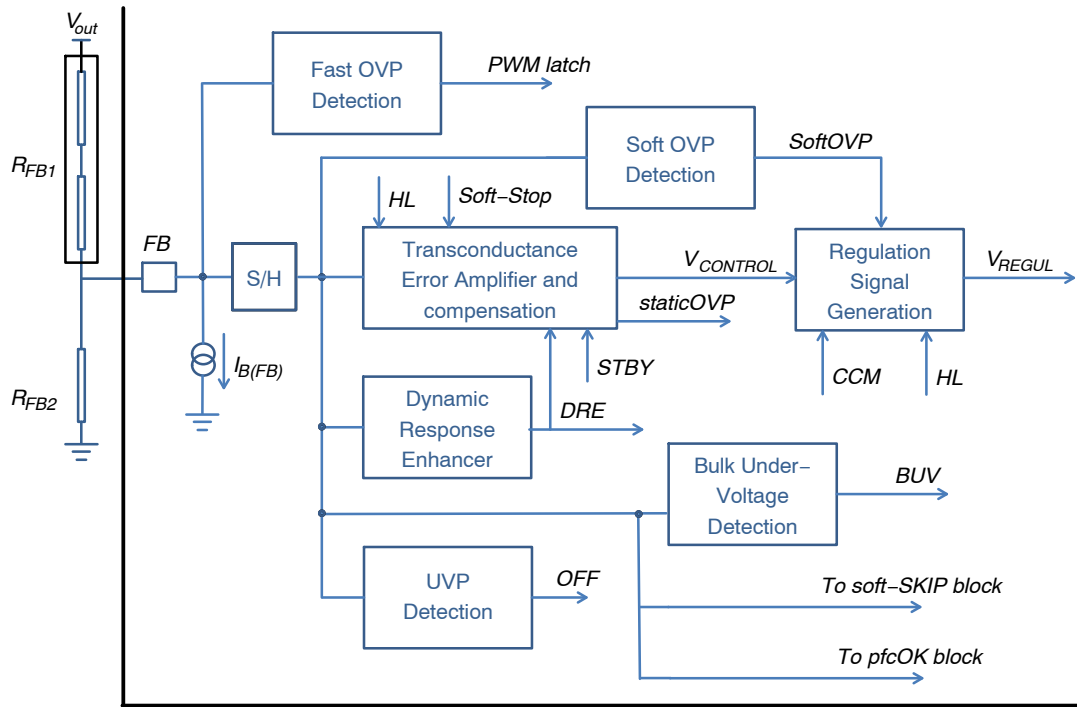 Vout
RFB1
RFB2
FB
S/H
IB(FB)
Fast OVP
Detection
PWM latch
Soft OVP
Detection
SoftOVP
HL
Soft−Stop
Transconductance
Error Amplifier and
compensation
VCONTROL
staticOVP
STBY
Regulation
Signal
Generation
VREGUL
CCM
HL
Dynamic
Response
Enhancer
DRE
Bulk Under−
Voltage
Detection
BUV
UVP
Detection
OFF
To soft−SKIP block
To pfcOK block